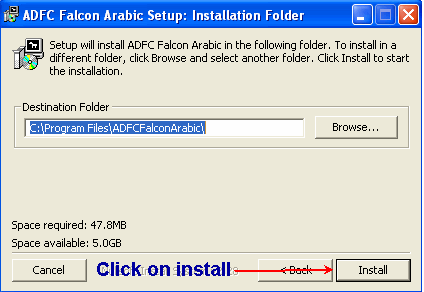 ADFC Falcon Arabic Setup: Installation Folder
Setup will install ADFC Falcon Arabic in the following folder. To install in a
different folder, click Browse and select another folder. Click Install to start
the installation.
Destination Folder
C:\Program Files\ADFCFalconArabic\
Browse...
Space required: 47.8MB
Space available: 5.0GB
Cancel
Click on install
< Back
Install